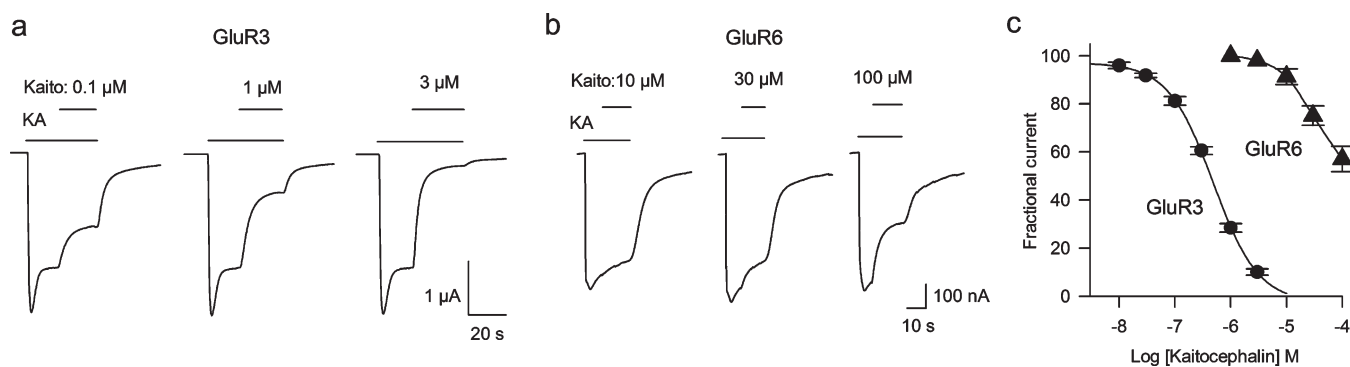 a
GluR3
Kaito: 0.1 µM
1 µM
3 µM
KA
1 µA
20 s
b
GluR6
Kaito:10 µM
30 µM
100 µM
KA
100 nA
10 s
c
100
80
60
40
20
0
Fractional current
GluR6
GluR3
-8 -7 -6 -5 -4
Log [Kaitocephalin] M